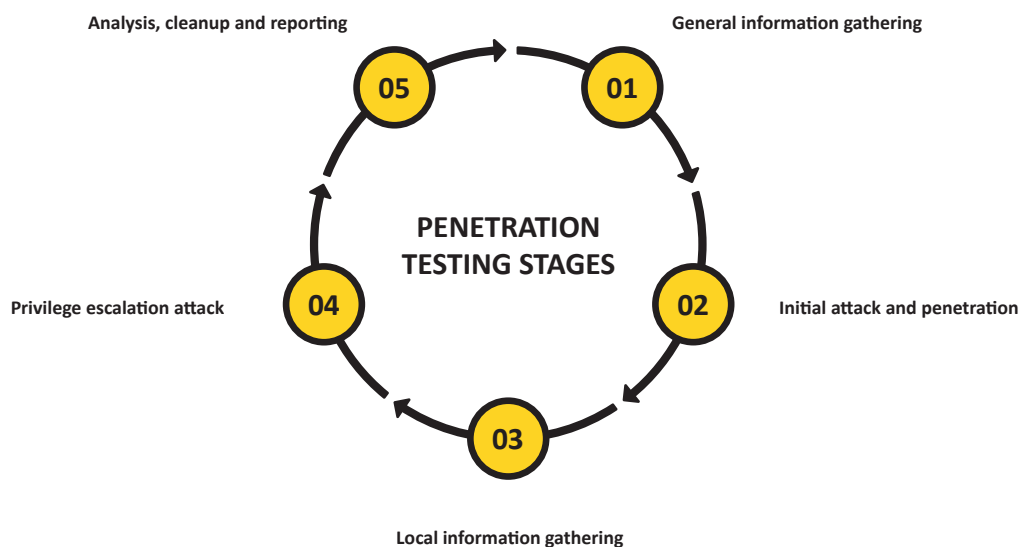 Analysis, cleanup and reporting
General information gathering
05
01
PENETRATION
TESTING STAGES
04
02
Privilege escalation attack
Initial attack and penetration
03
Local information gathering